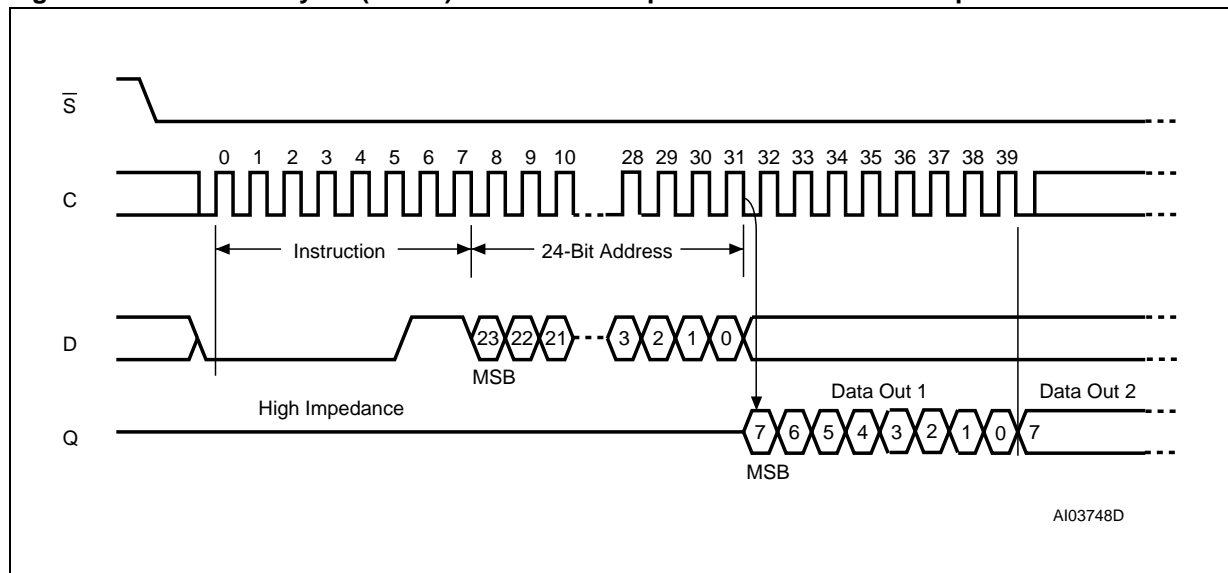 S
0 1 2 3 4 5 6 7 8 9 10 28 29 30 31 32 33 34 35 36 37 38 39
C
Instruction 24-Bit Address
D
23 22 21 3 2 1 0
MSB
High Impedance Data Out 1 Data Out 2
Q
7 6 5 4 3 2 1 0 7
MSB
AI03748D